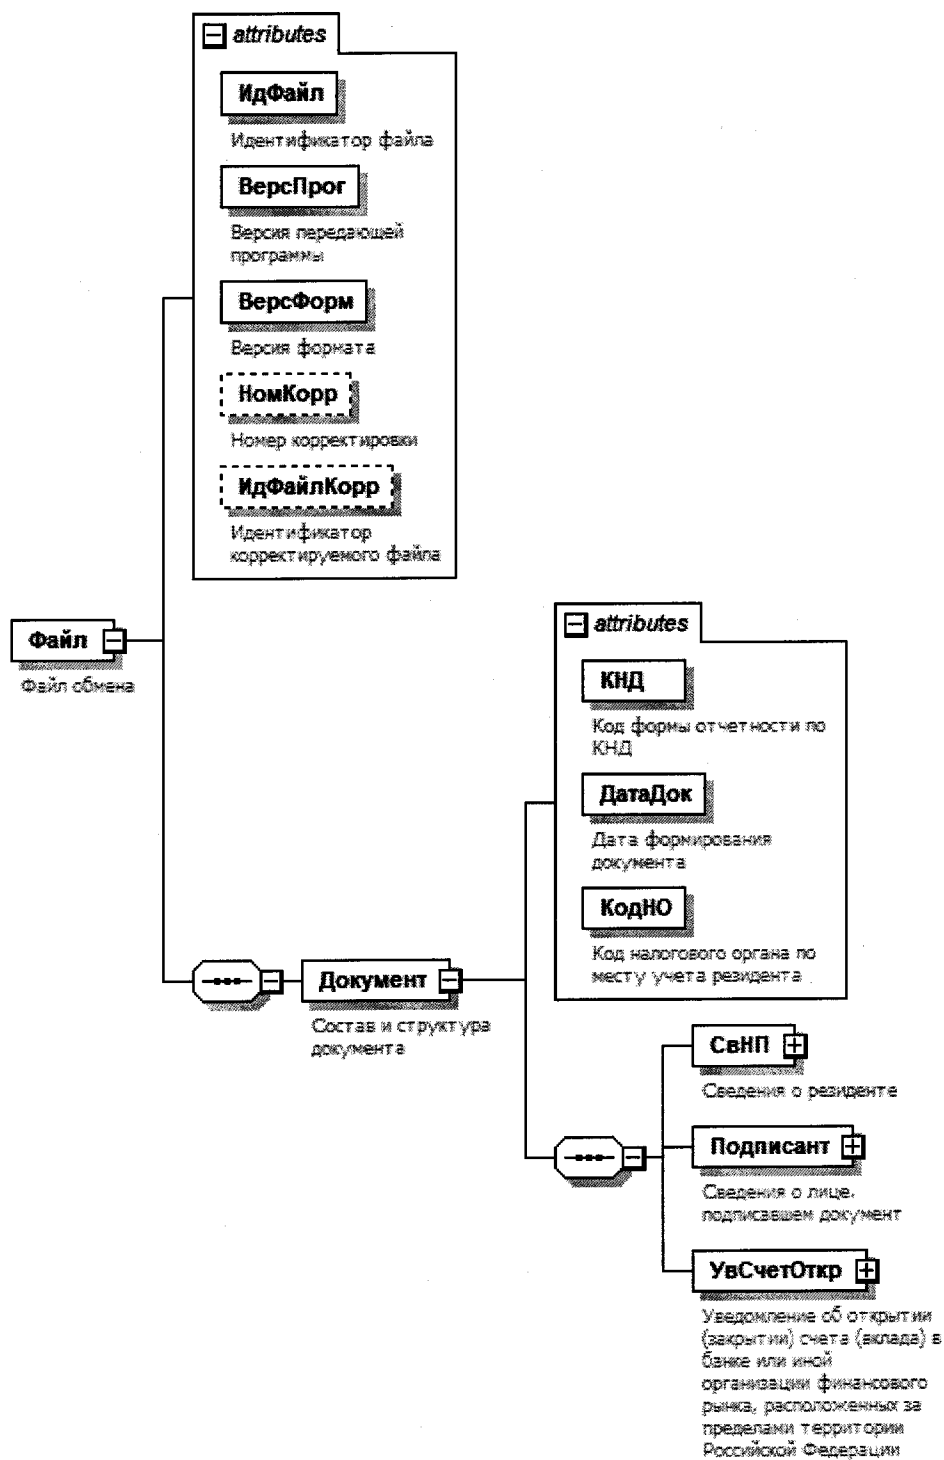 attributes
ИдФайл
Идентификатор файла
ВерсПрог
Версия передающей
программы
ВерсФорм
Версия формата
НомКорр
Номер корректировки
ИдФайлКорр
Идентификатор
корректируемого файла
Файл
Файл обмена
attributes
КНД
Код формы отчетности по
КНД
ДатаДок
Дата формирования
документа
КодНО
Код налогового органа по
месту учета резидента
Документ
Состав и структура
документа
СвНП
Сведения о резиденте
Подписант
Сведения о лице,
подписавшем документ
УвСчетОткр
Уведомление об открытии
(закрытии) счета (вклада) в
банке или иной
организации финансового
рынка, расположенных за
пределами территории
Российской Федерации